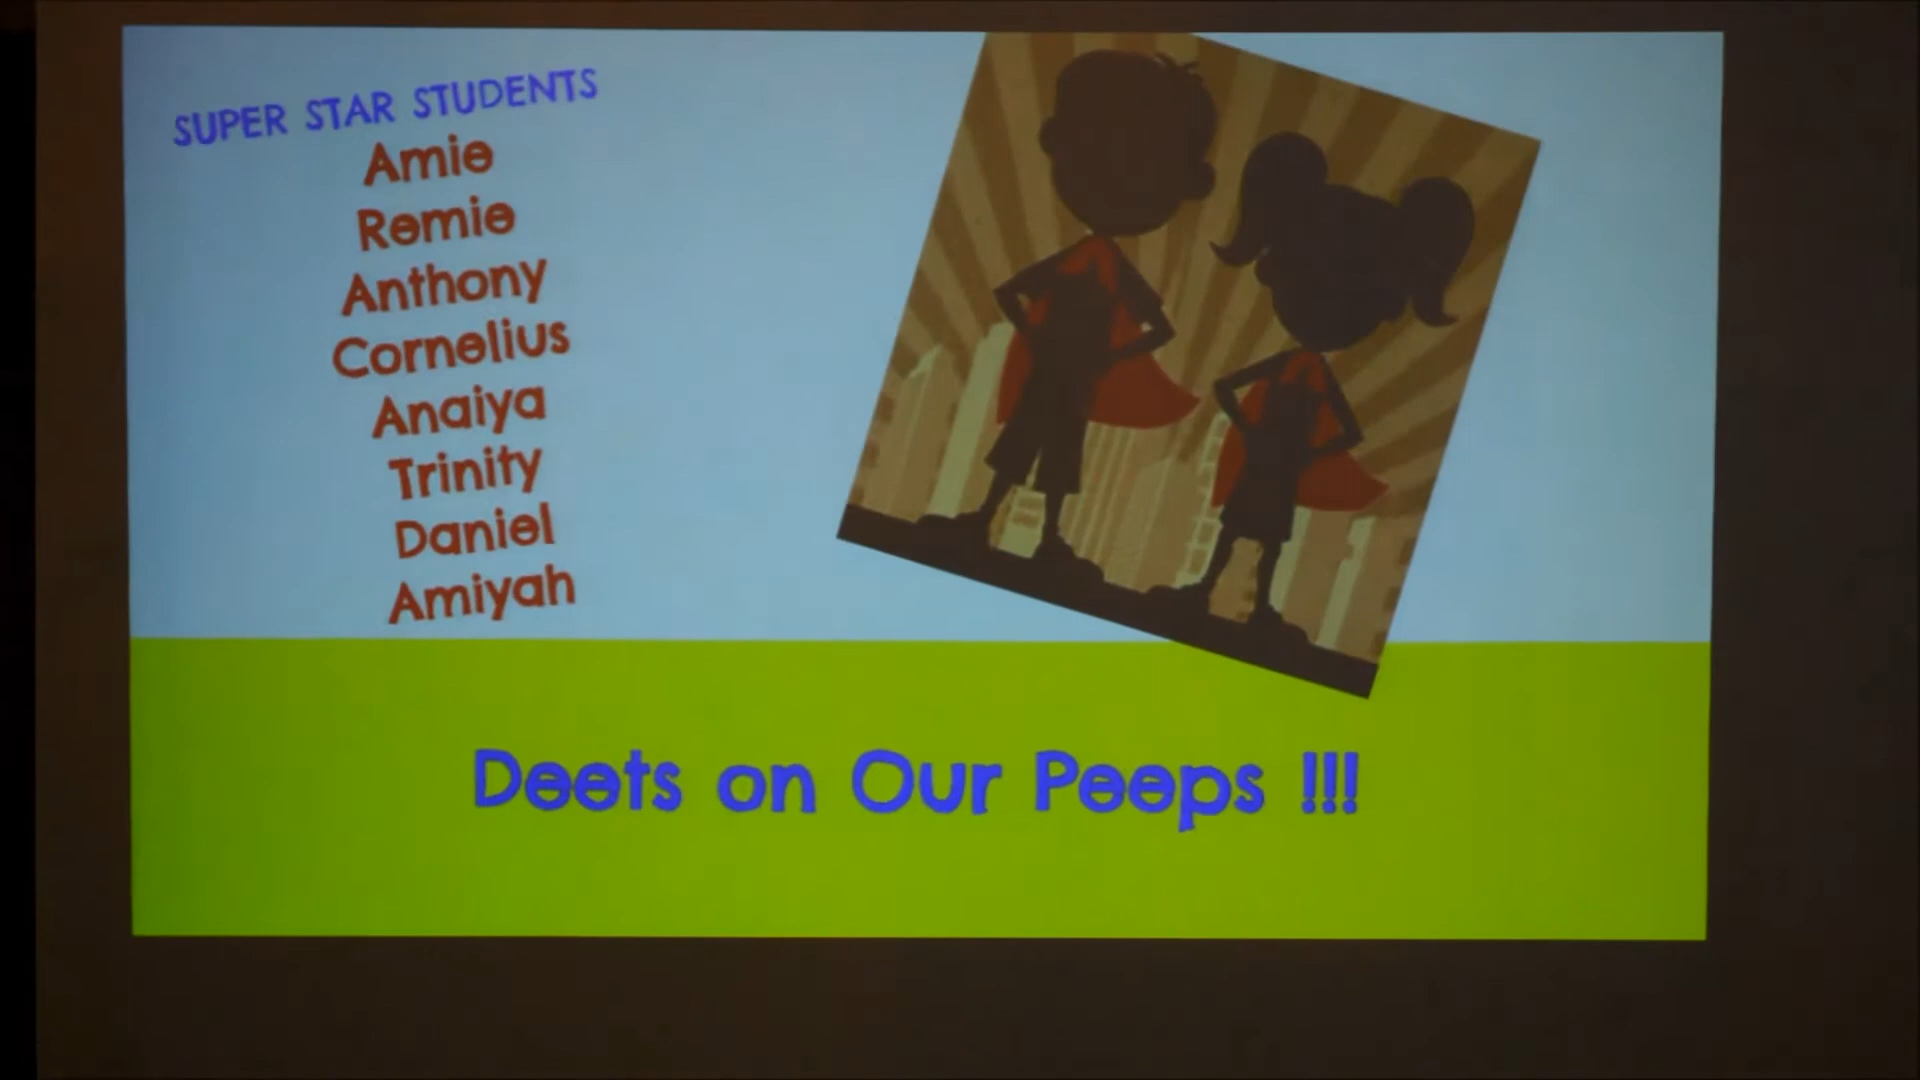 SUPER STAR STUDENTS
Amie
Remie
Anthony
Cornelius
Anaiya
Trinity
Daniel
Amiyah
Deets on Our Peeps !!!